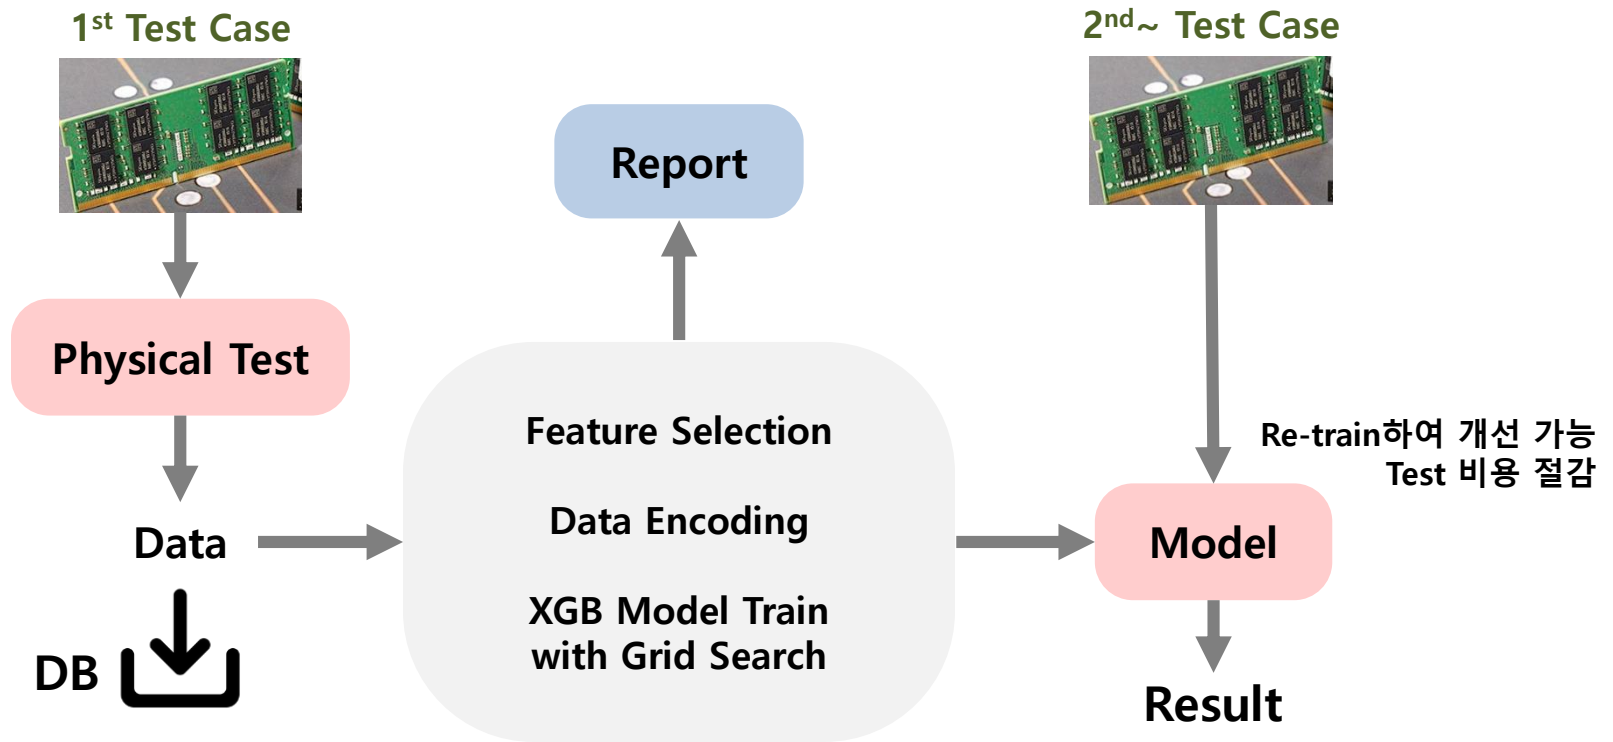 1st Test Case
2nd~ Test Case
Report
Physical Test
Feature Selection
Data Encoding
XGB Model Train
with Grid Search
Re-train하여 개선 가능
Test 비용 절감
Data
Model
DB
Result